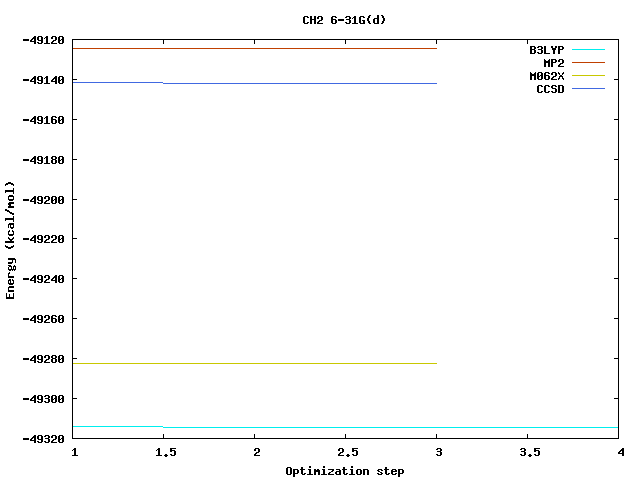 CH2 6-31G(d)
B3LYP
MP2
M062X
CCSD
Energy (kcal/mol)
-49120
-49140
-49160
-49180
-49200
-49220
-49240
-49260
-49280
-49300
-49320
1 1.5 2 2.5 3 3.5 4
Optimization step